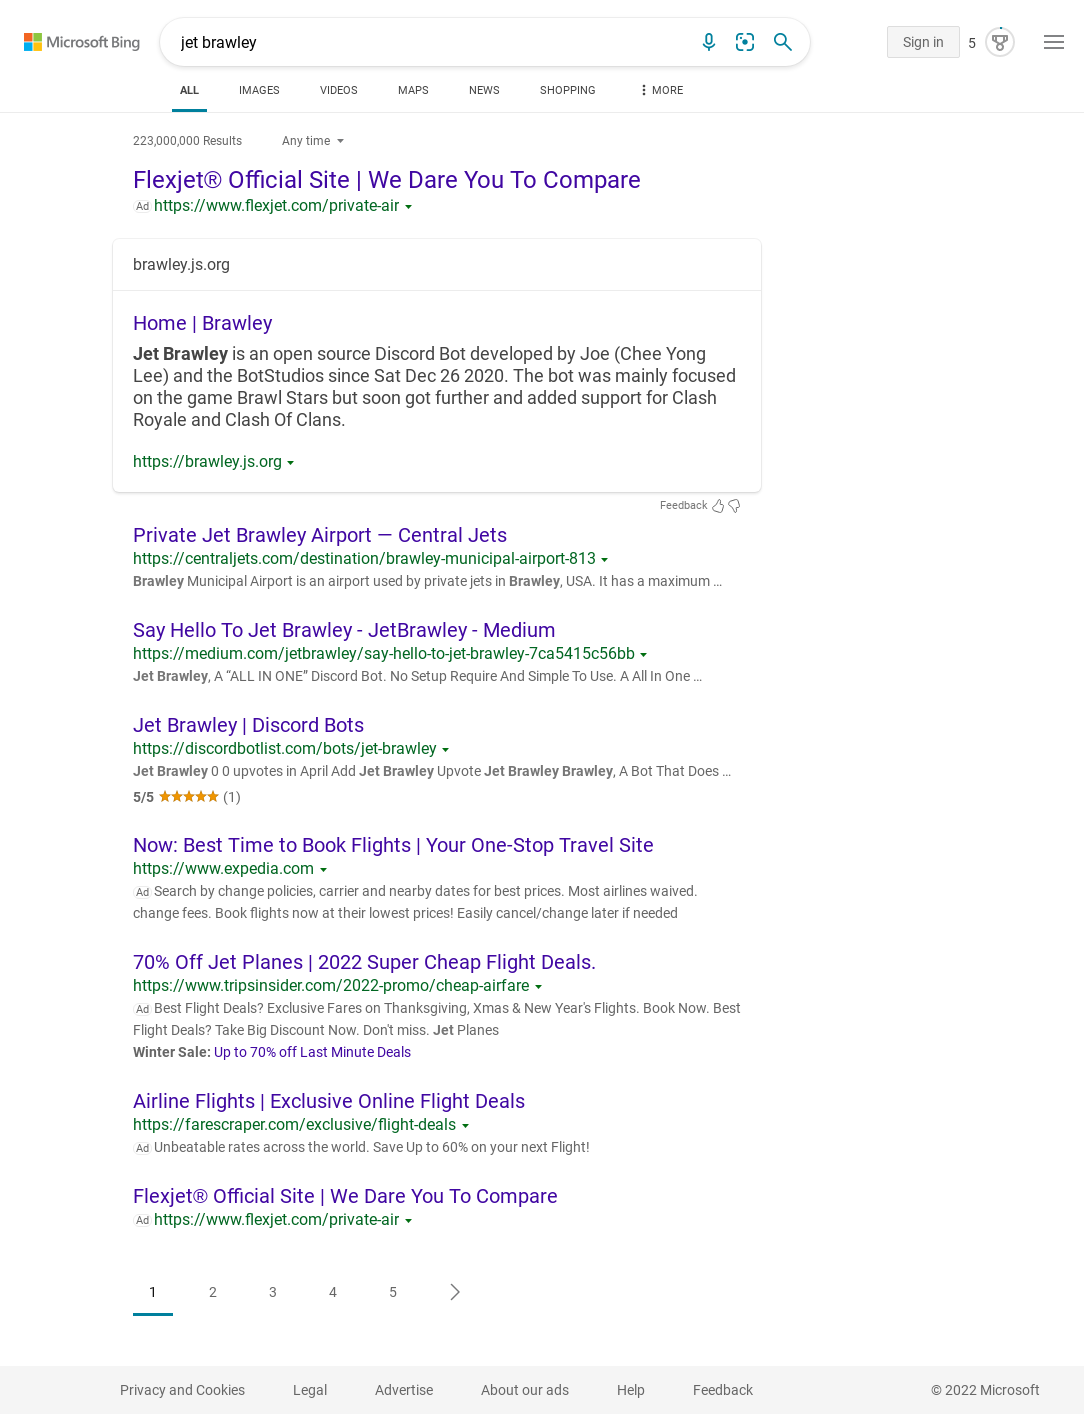 Microsoft Bing
jet brawley
Sign in
5
ALL
IMAGES
VIDEOS
MAPS
NEWS
SHOPPING
MORE
223,000,000 Results
Any time
Flexjet® Official Site | We Dare You To Compare
Ad https://www.flexjet.com/private-air
brawley.js.org
Home | Brawley
Jet Brawley is an open source Discord Bot developed by Joe (Chee Yong
Lee) and the BotStudios since Sat Dec 26 2020. The bot was mainly focused
on the game Brawl Stars but soon got further and added support for Clash
Royale and Clash Of Clans.
https://brawley.js.org
Feedback
Private Jet Brawley Airport — Central Jets
https://centraljets.com/destination/brawley-municipal-airport-813
Brawley Municipal Airport is an airport used by private jets in Brawley, USA. It has a maximum …
Say Hello To Jet Brawley - JetBrawley - Medium
https://medium.com/jetbrawley/say-hello-to-jet-brawley-7ca5415c56bb
Jet Brawley, A “ALL IN ONE” Discord Bot. No Setup Require And Simple To Use. A All In One …
Jet Brawley | Discord Bots
https://discordbotlist.com/bots/jet-brawley
Jet Brawley 0 0 upvotes in April Add Jet Brawley Upvote Jet Brawley Brawley, A Bot That Does …
5/5 ★★★★★ (1)
Now: Best Time to Book Flights | Your One-Stop Travel Site
https://www.expedia.com
Ad Search by change policies, carrier and nearby dates for best prices. Most airlines waived.
change fees. Book flights now at their lowest prices! Easily cancel/change later if needed
70% Off Jet Planes | 2022 Super Cheap Flight Deals.
https://www.tripsinsider.com/2022-promo/cheap-airfare
Ad Best Flight Deals? Exclusive Fares on Thanksgiving, Xmas & New Year's Flights. Book Now. Best
Flight Deals? Take Big Discount Now. Don't miss. Jet Planes
Winter Sale: Up to 70% off Last Minute Deals
Airline Flights | Exclusive Online Flight Deals
https://farescraper.com/exclusive/flight-deals
Ad Unbeatable rates across the world. Save Up to 60% on your next Flight!
Flexjet® Official Site | We Dare You To Compare
Ad https://www.flexjet.com/private-air
1 2 3 4 5
Privacy and Cookies
Legal
Advertise
About our ads
Help
Feedback
© 2022 Microsoft